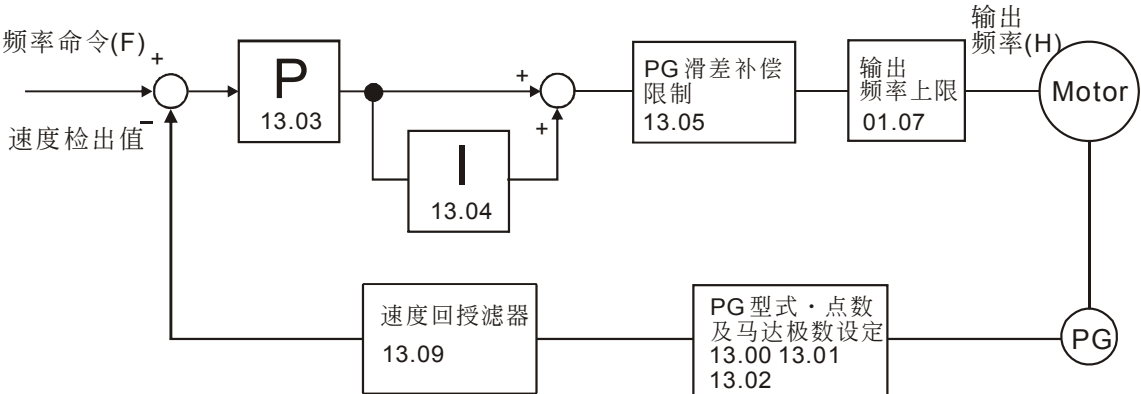 频率命令(F)
+
速度检出值
−
P
13.03
I
13.04
+
+
PG滑差补偿
限制
13.05
输出
频率上限
01.07
输出
频率(H)
Motor
速度回授滤器
13.09
PG型式·点数
及马达极数设定
13.00 13.01
13.02
PG